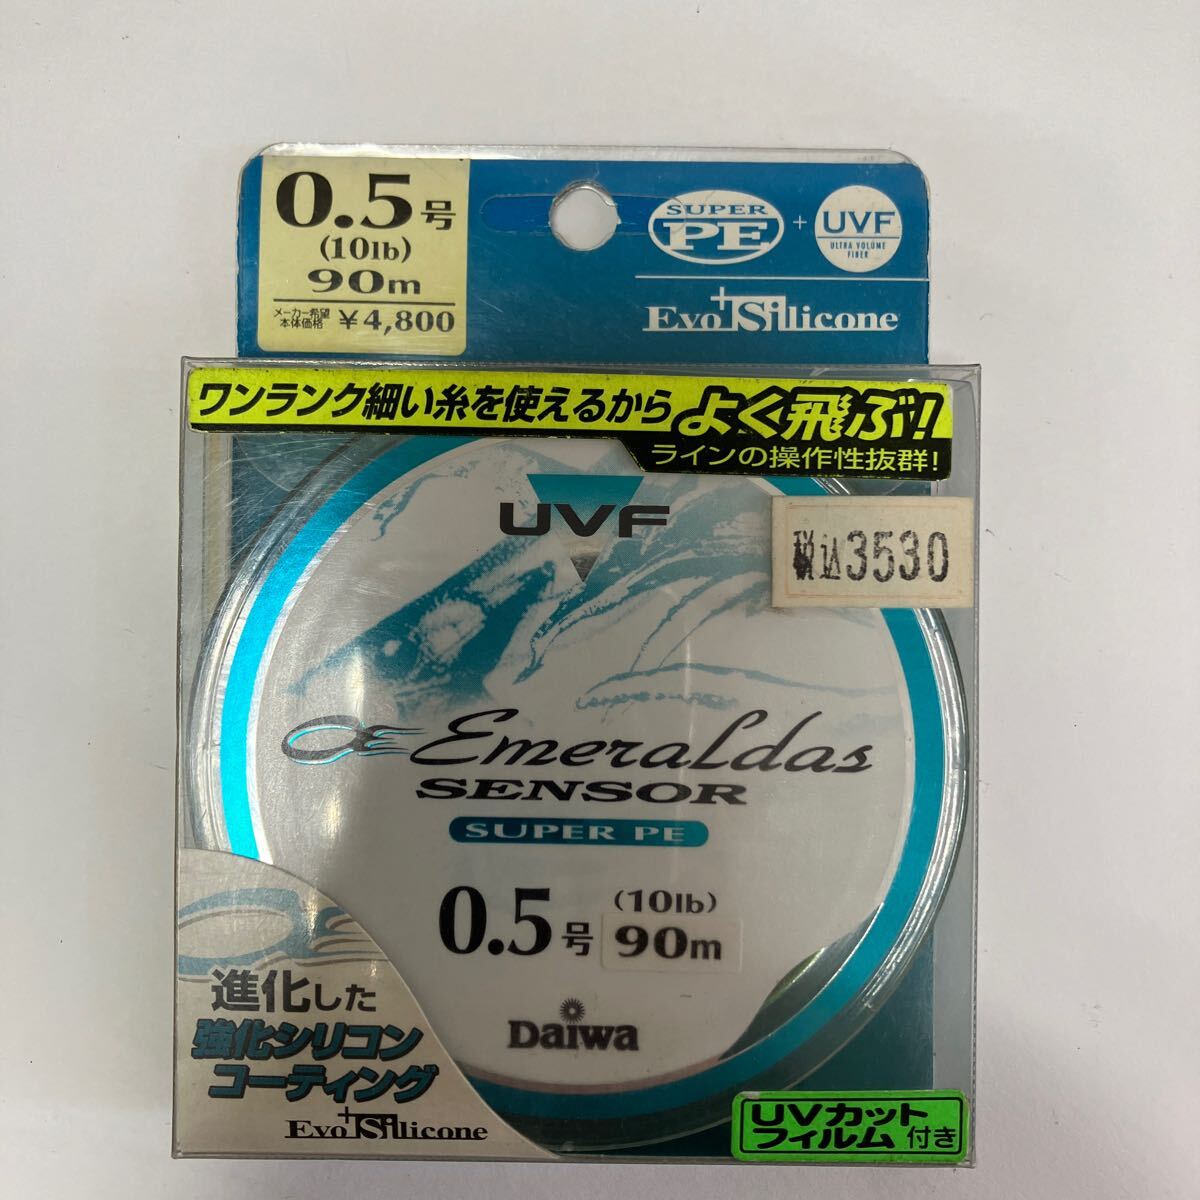 0.5号
(10lb)
90m
メーカー希望
本体価格 ¥4,800
SUPER
PE
+
UVF
ULTRA VOLUME
FIBER
Evo+Silicone
ワンランク細い糸を使えるから よく飛ぶ!
ラインの操作性抜群!
UVF
税込3530
Emeraldas
SENSOR
SUPER PE
0.5号
(10lb)
90m
Daiwa
進化した
強化シリコン
コーティング
Evo+Silicone
UVカット
フィルム付き